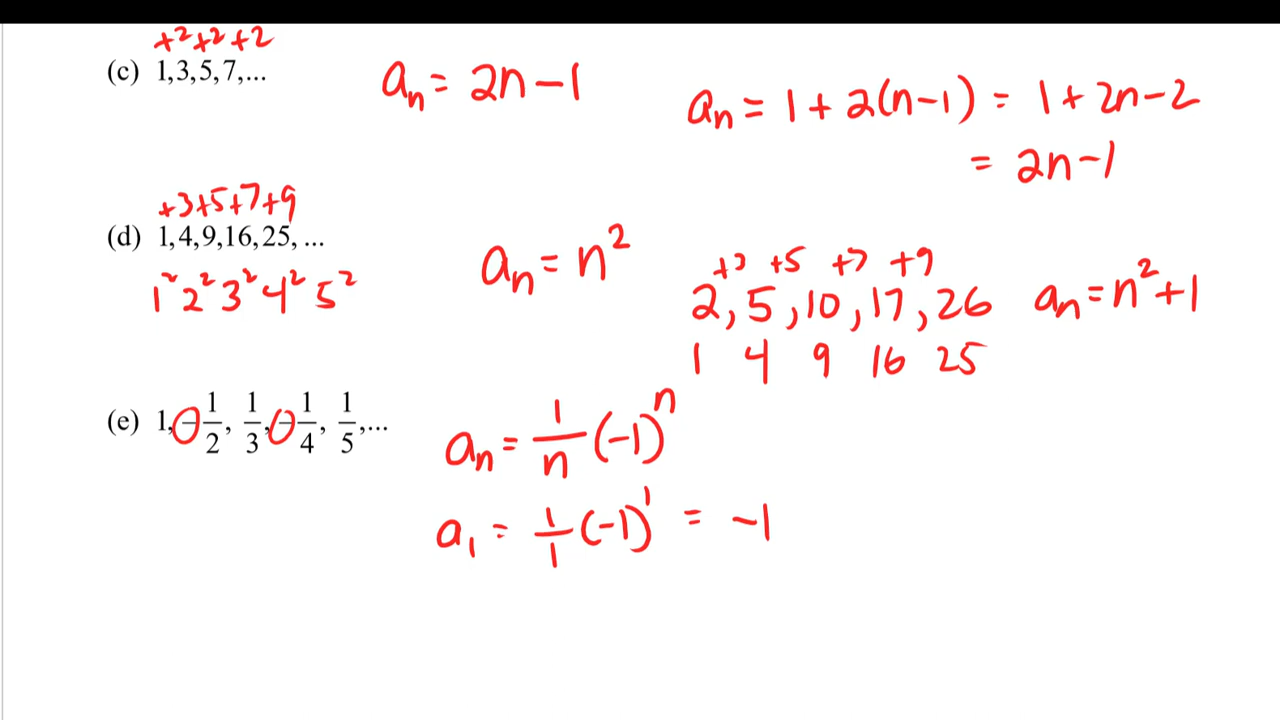 +2 +2 +2
(c) 1,3,5,7,... aₙ = 2n − 1
aₙ = 1 + 2(n−1) = 1 + 2n − 2
= 2n − 1
+3 +5 +7 +9
(d) 1,4,9,16,25, ... aₙ = n²
1² 2² 3² 4² 5²
+3 +5 +7 +9
2, 5, 10, 17, 26 aₙ = n² + 1
1 4 9 16 25
(e) 1, −1/2, 1/3, −1/4, 1/5,... aₙ = 1/n (−1)ⁿ
a₁ = 1/1 (−1)¹ = −1